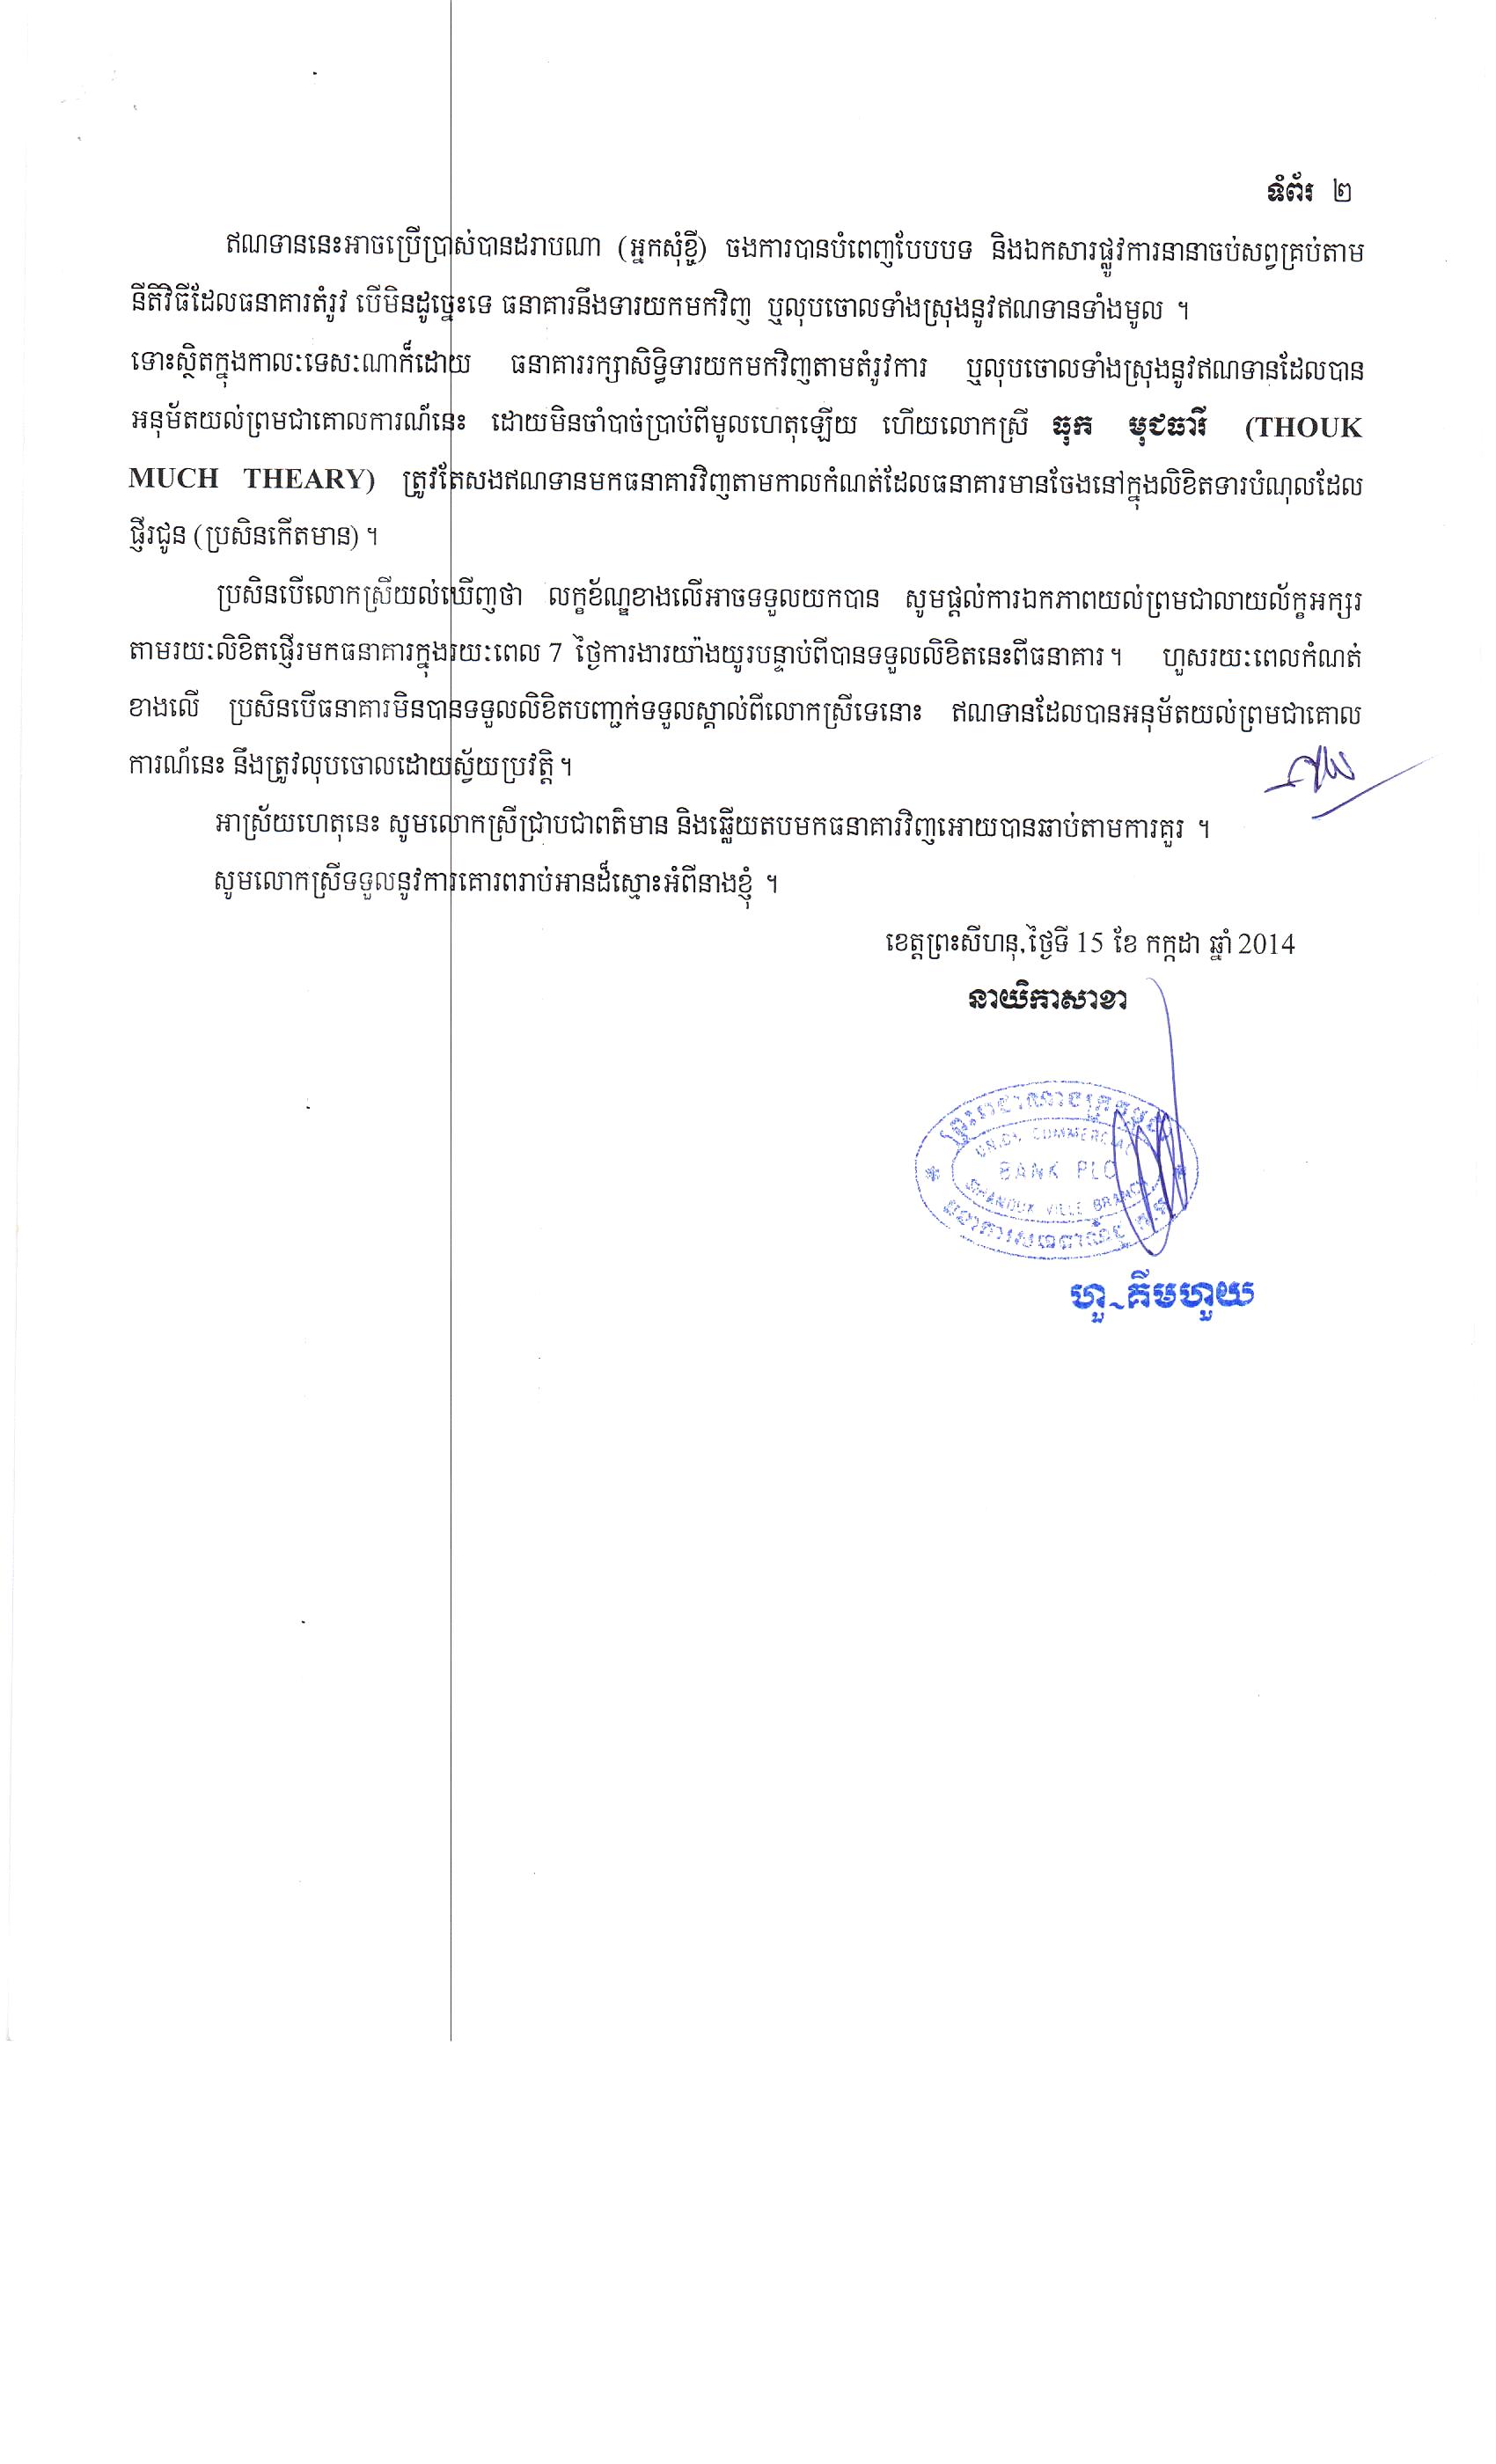 ទំព័រ ២
ឥណទាននេះអាចប្រើប្រាស់បានដរាបណា (អ្នកសុំខ្ចី) ចងការបានបំពេញបែបបទ និងឯកសារផ្លូវការនានាចប់សព្វគ្រប់តាម
នីតិវិធីដែលធនាគារតំរូវ បើមិនដូច្នេះទេ ធនាគារនឹងទារយកមកវិញ ឬលុបចោលទាំងស្រុងនូវឥណទានទាំងមូល ។
ទោះស្ថិតក្នុងកាលៈទេសៈណាក៏ដោយ ធនាគាររក្សាសិទ្ធិទារយកមកវិញតាមតំរូវការ ឬលុបចោលទាំងស្រុងនូវឥណទានដែលបាន
អនុម័តយល់ព្រមជាគោលការណ៍នេះ ដោយមិនចាំបាច់ប្រាប់ពីមូលហេតុឡើយ ហើយលោកស្រី ធុក មុជធារី (THOUK
MUCH THEARY) ត្រូវតែសងឥណទានមកធនាគារវិញតាមកាលកំណត់ដែលធនាគារមានចែងនៅក្នុងលិខិតទារបំណុលដែល
ផ្ញើរជូន (ប្រសិនកើតមាន) ។
ប្រសិនបើលោកស្រីយល់ឃើញថា លក្ខខ័ណ្ឌខាងលើអាចទទួលយកបាន សូមផ្តល់ការឯកភាពយល់ព្រមជាលាយល័ក្ខអក្សរ
តាមរយៈលិខិតផ្ញើរមកធនាគារក្នុងរយៈពេល 7 ថ្ងៃការងារយ៉ាងយូរបន្ទាប់ពីបានទទួលលិខិតនេះពីធនាគារ ។ ហួសរយៈពេលកំណត់
ខាងលើ ប្រសិនបើធនាគារមិនបានទទួលលិខិតបញ្ជាក់ទទួលស្គាល់ពីលោកស្រីទេនោះ ឥណទានដែលបានអនុម័តយល់ព្រមជាគោល
ការណ៍នេះ នឹងត្រូវលុបចោលដោយស្វ័យប្រវត្តិ ។
អាស្រ័យហេតុនេះ សូមលោកស្រីជ្រាបជាពត៌មាន និងឆ្លើយតបមកធនាគារវិញអោយបានឆាប់តាមការគួរ ។
សូមលោកស្រីទទួលនូវការគោរពរាប់អានដ៏ស្មោះអំពីនាងខ្ញុំ ។
ខេត្តព្រះសីហនុ, ថ្ងៃទី 15 ខែ កក្កដា ឆ្នាំ 2014
នាយិកាសាខា
ព្រះរាជាណាចក្រកម្ពុជា
UNION COMMERCIAL
BANK PLC
SIHANOUK VILLE BRANCH
ហួ គីមហួយ